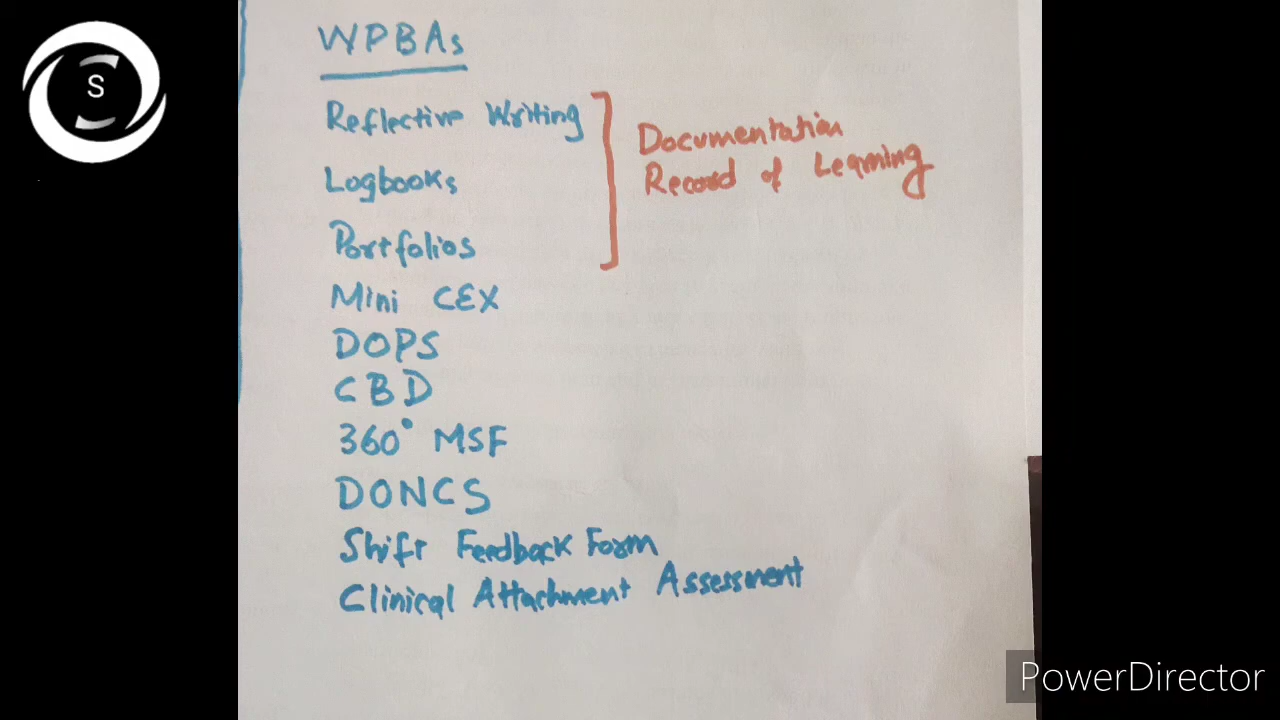 S
WPBAs
Reflective Writing
Logbooks
Portfolios
Documentation
Record of Learning
Mini CEX
DOPS
CBD
360° MSF
DONCS
Shift Feedback Form
Clinical Attachment Assessment
PowerDirector